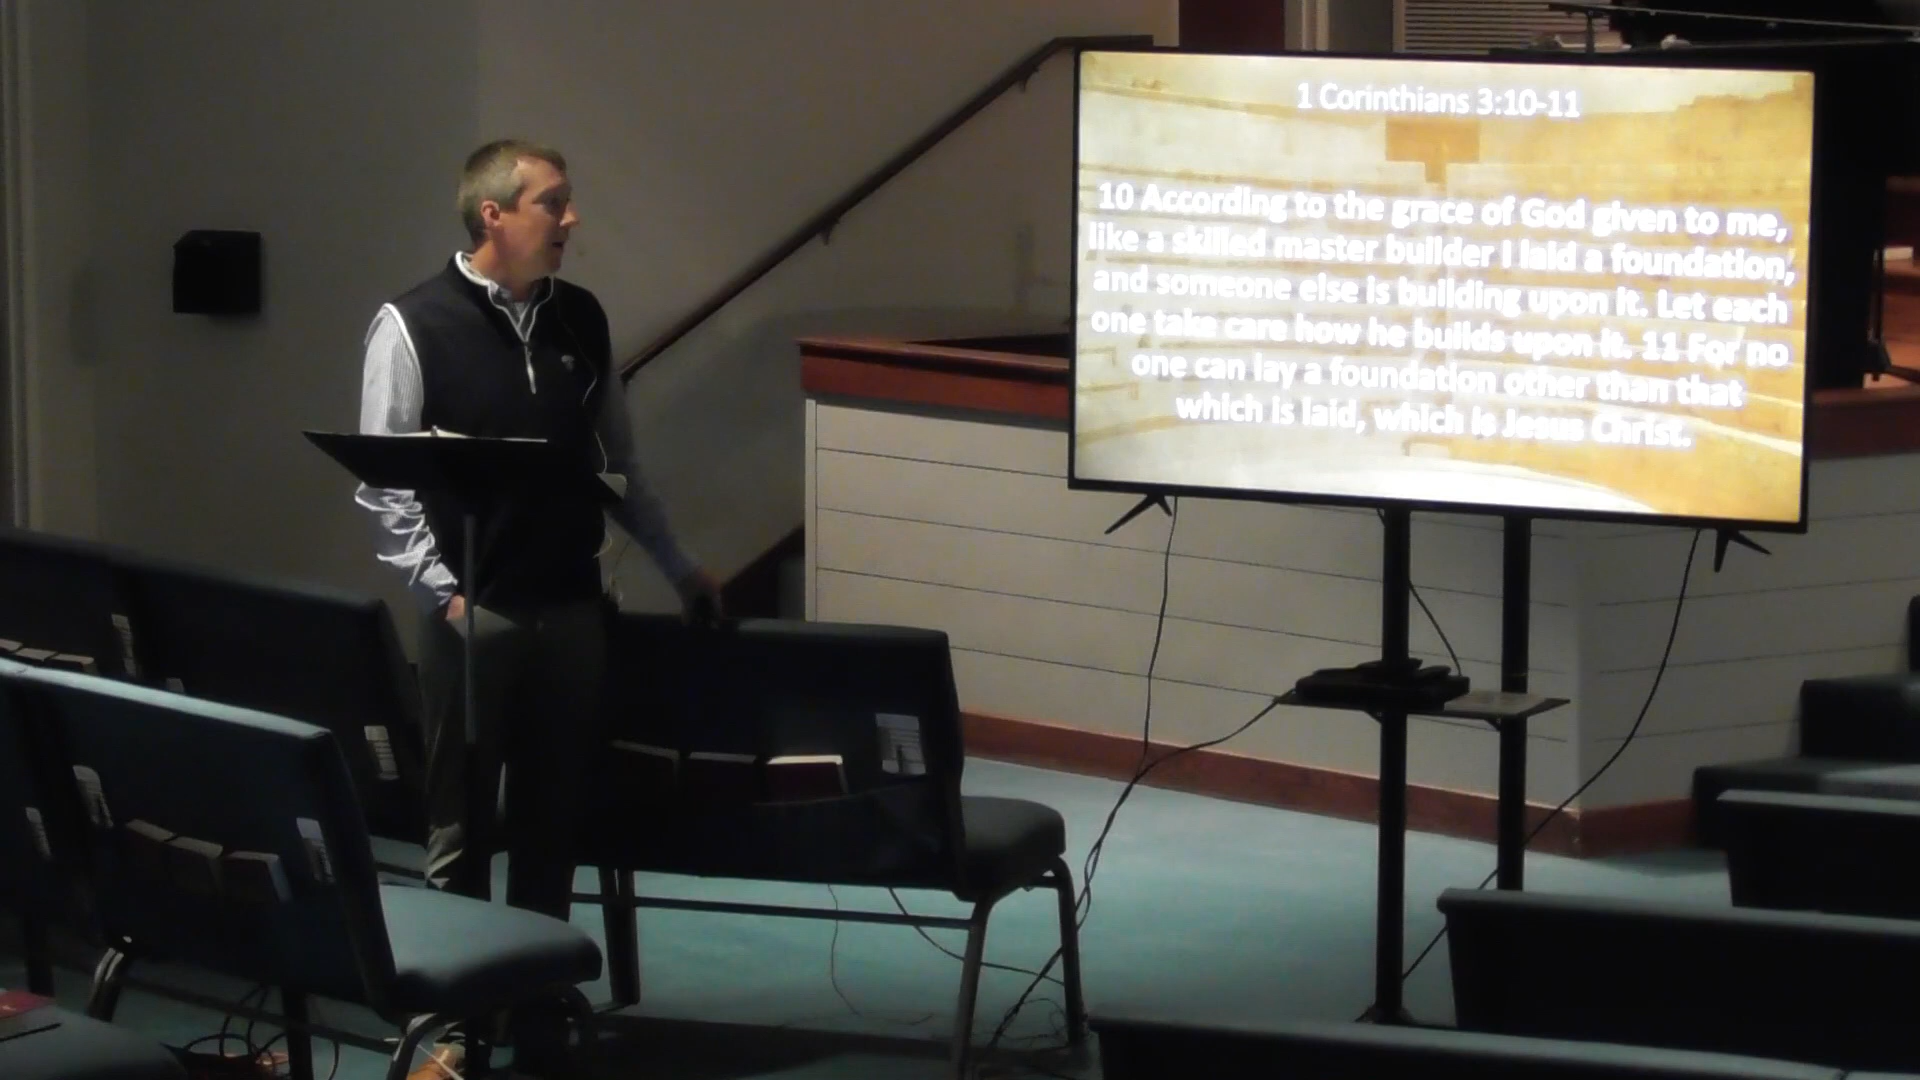 1 Corinthians 3:10-11
10 According to the grace of God given to me,
like a skilled master builder I laid a foundation,
and someone else is building upon it. Let each
one take care how he builds upon it. 11 For no
one can lay a foundation other than that
which is laid, which is Jesus Christ.